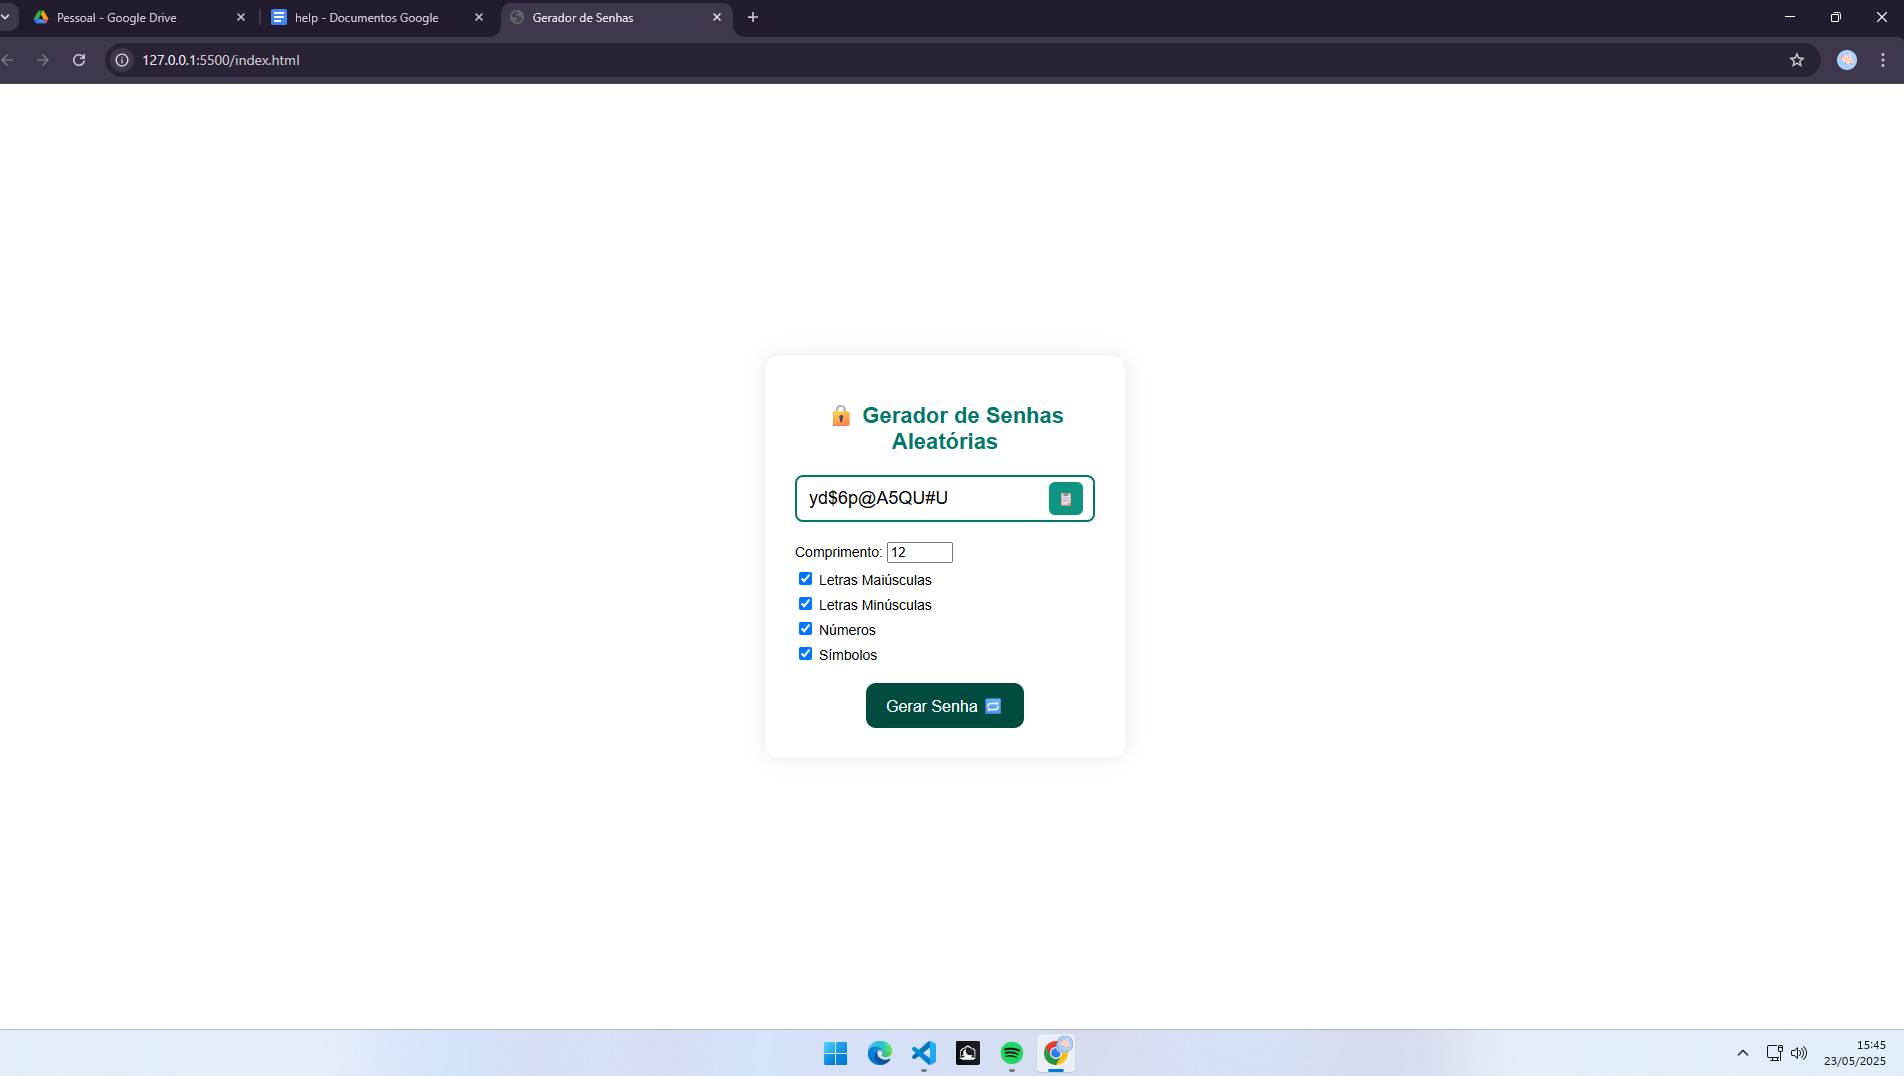 Pessoal - Google Drive
help - Documentos Google
Gerador de Senhas
127.0.0.1:5500/index.html
Gerador de Senhas
Aleatórias
yd$6p@A5QU#U
Comprimento: 12
Letras Maiúsculas
Letras Minúsculas
Números
Símbolos
Gerar Senha
15:45
23/05/2025